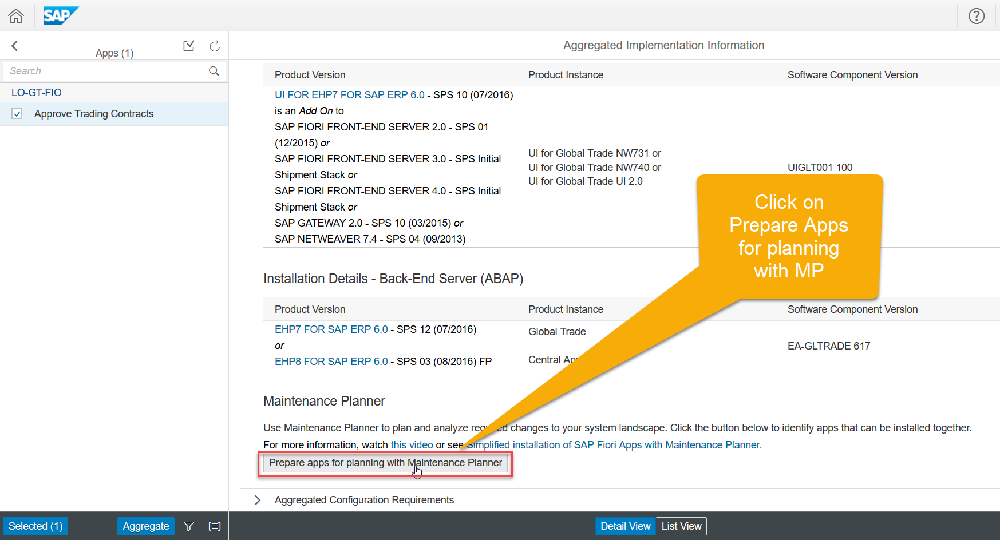 SAP
Apps (1)
Aggregated Implementation Information
Search
LO-GT-FIO
Approve Trading Contracts
Product Version Product Instance Software Component Version
UI FOR EHP7 FOR SAP ERP 6.0 - SPS 10 (07/2016)
is an Add On to
SAP FIORI FRONT-END SERVER 2.0 - SPS 01
(12/2015) or
SAP FIORI FRONT-END SERVER 3.0 - SPS Initial
Shipment Stack or
SAP FIORI FRONT-END SERVER 4.0 - SPS Initial
Shipment Stack or
SAP GATEWAY 2.0 - SPS 10 (03/2015) or
SAP NETWEAVER 7.4 - SPS 04 (09/2013)
UI for Global Trade NW731 or
UI for Global Trade NW740 or
UI for Global Trade UI 2.0
UIGLT001 100
Click on
Prepare Apps
for planning
with MP
Installation Details - Back-End Server (ABAP)
Product Version Product Instance Software Component Version
EHP7 FOR SAP ERP 6.0 - SPS 12 (07/2016)
or
EHP8 FOR SAP ERP 6.0 - SPS 03 (08/2016) FP
Global Trade
Central
EA-GLTRADE 617
Maintenance Planner
Use Maintenance Planner to plan and analyze changes to your system landscape. Click the button below to identify apps that can be installed together.
For more information, watch this video or see Simplified installation of SAP Fiori Apps with Maintenance Planner.
Prepare apps for planning with Maintenance Planner
Aggregated Configuration Requirements
Selected (1) Aggregate Detail View List View